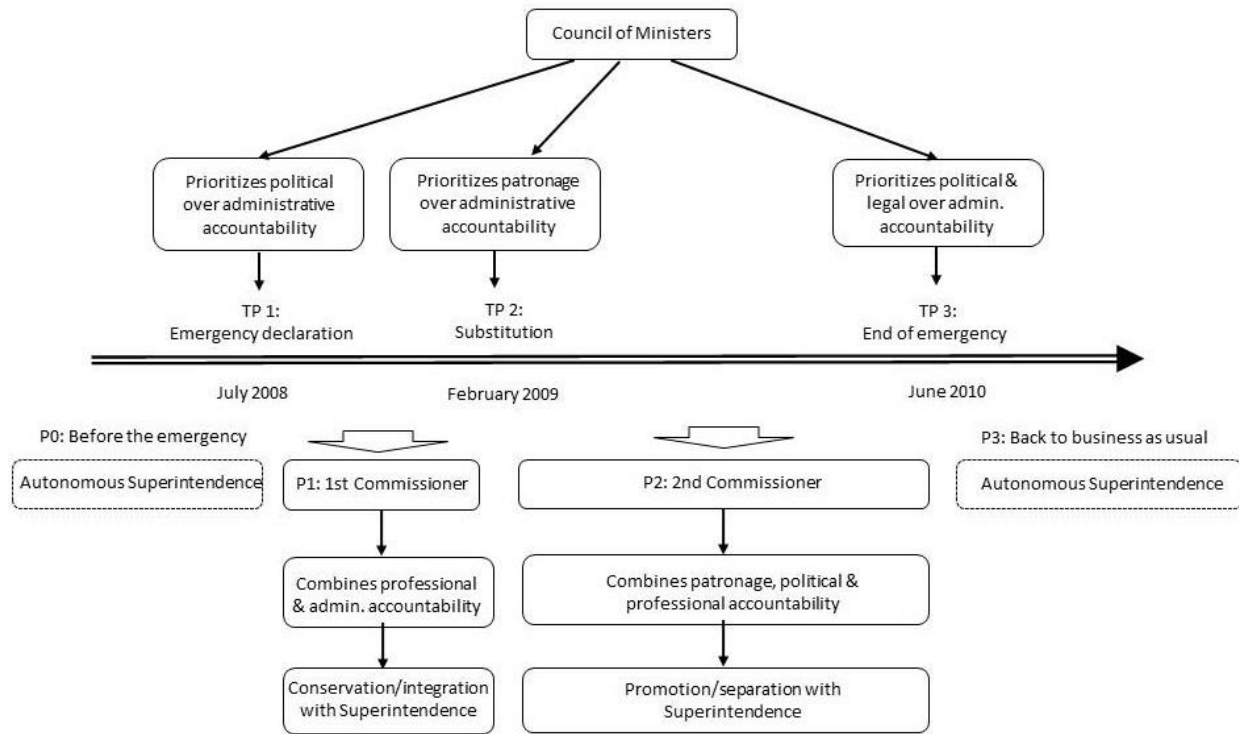 Council of Ministers
Prioritizes political
over administrative
accountability
Prioritizes patronage
over administrative
accountability
Prioritizes political &
legal over admin.
accountability
TP 1:
Emergency declaration
TP 2:
Substitution
TP 3:
End of emergency
July 2008
February 2009
June 2010
P0: Before the emergency
P3: Back to business as usual
Autonomous Superintendence
P1: 1st Commissioner
P2: 2nd Commissioner
Autonomous Superintendence
Combines professional
& admin. accountability
Combines patronage, political &
professional accountability
Conservation/integration
with Superintendence
Promotion/separation with
Superintendence